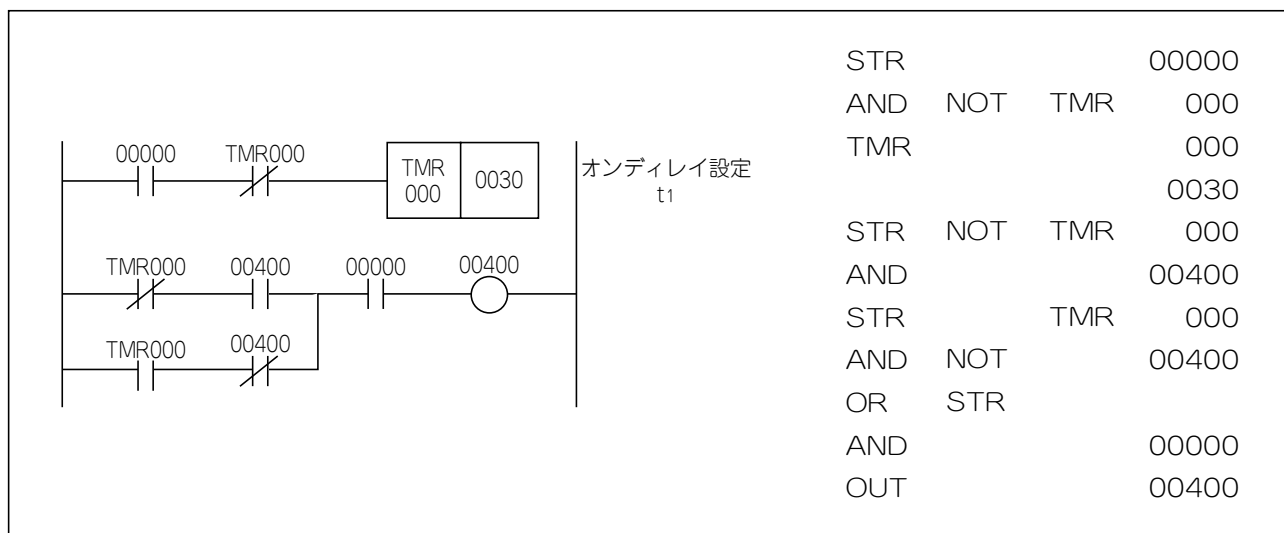 00000 TMR000
TMR 000 0030
オンディレイ設定
t1
TMR000 00400 00000 00400
TMR000 00400
STR 00000
AND NOT TMR 000
TMR 000
0030
STR NOT TMR 000
AND 00400
STR TMR 000
AND NOT 00400
OR STR
AND 00000
OUT 00400